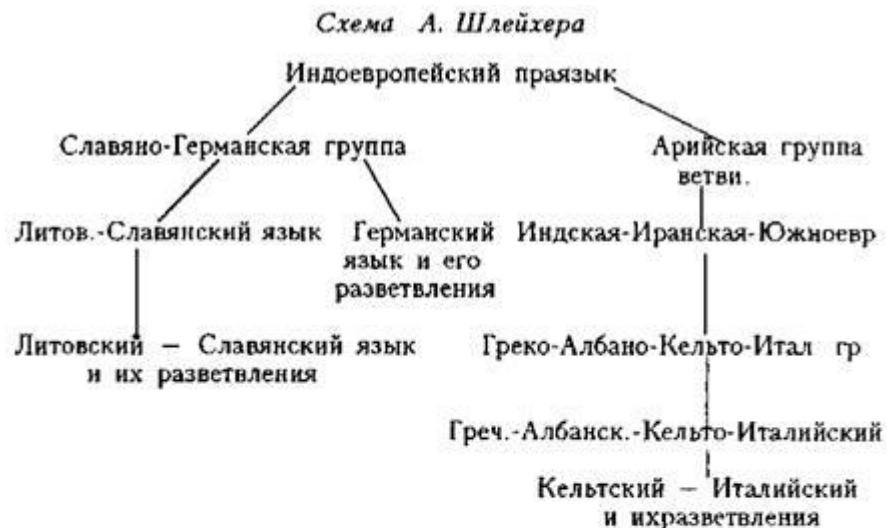 Схема А. Шлейхера
Индоевропейский праязык
Славяно-Германская группа
Арийская группа
ветви.
Литов.-Славянский язык
Германский
язык и его
разветвления
Индская-Иранская-Южноевр
Литовский — Славянский язык
и их разветвления
Греко-Албано-Кельто-Итал гр
Греч.-Албанск.-Кельто-Италийский
Кельтский — Италийский
и ихразветвления